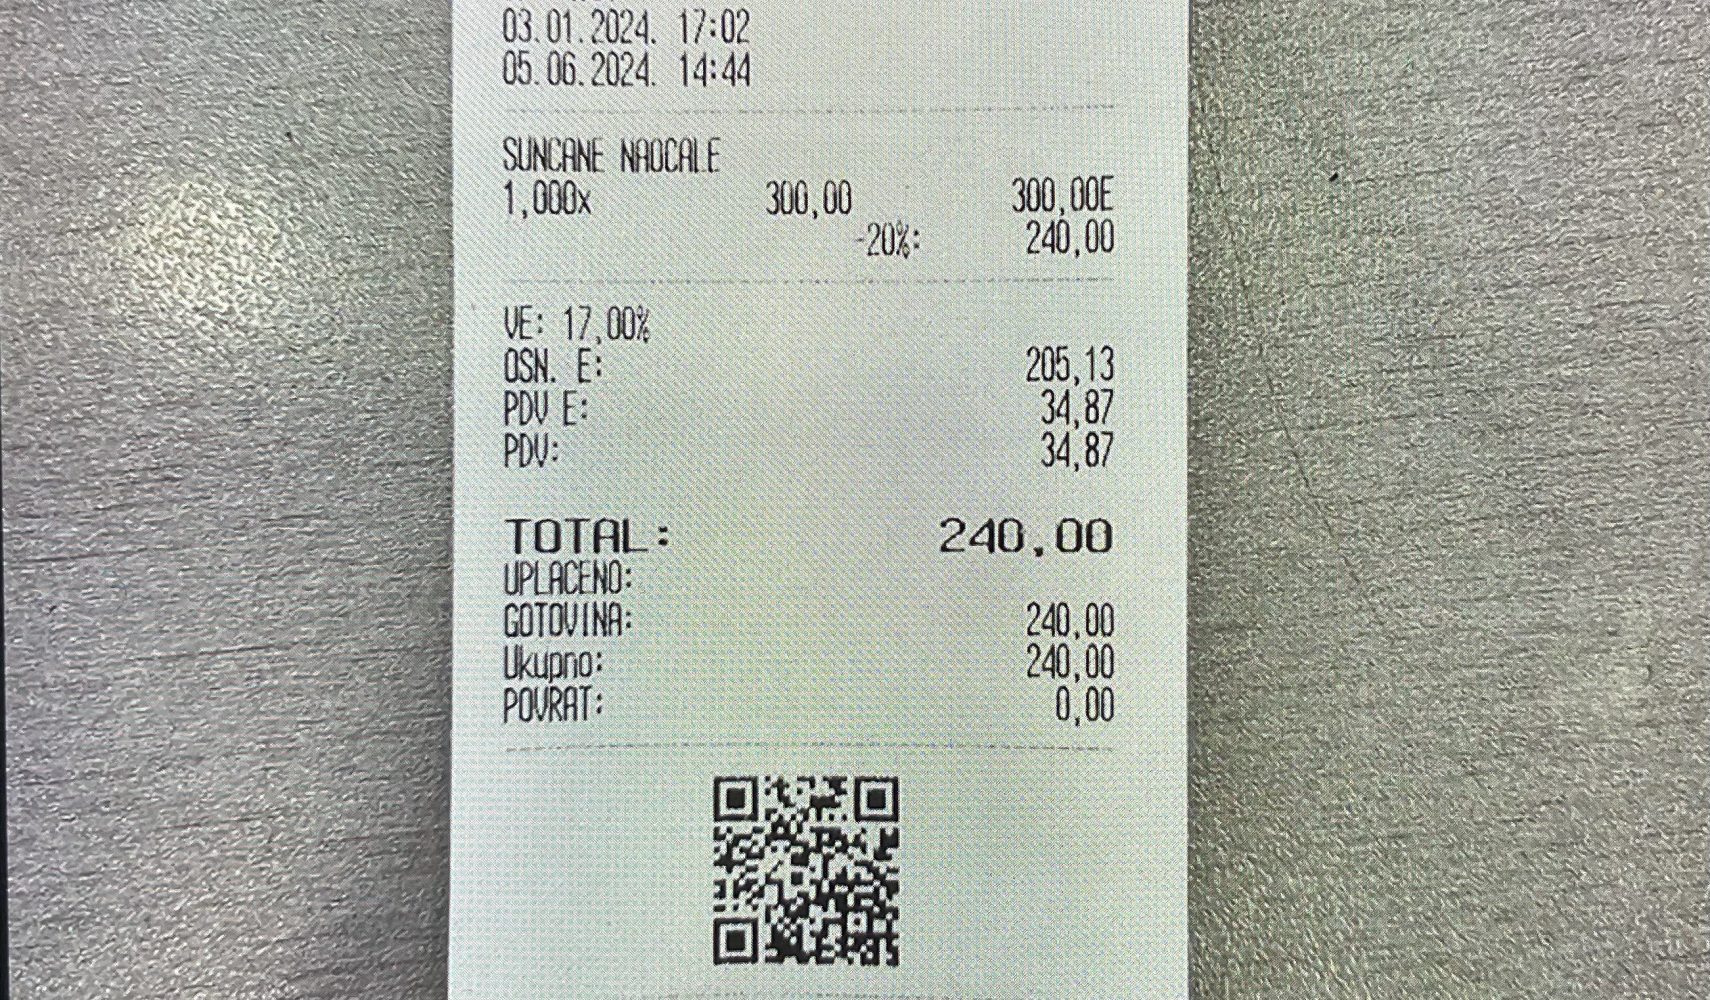 03.01.2024. 17:02
05.06.2024. 14:44
SUNCANE NAOCALE
1,000x 300,00 300,00E
-20%: 240,00
VE: 17,00%
OSN. E: 205,13
PDV E: 34,87
PDV: 34,87
TOTAL: 240,00
UPLACENO:
GOTOVINA: 240,00
Ukupno: 240,00
POVRAT: 0,00